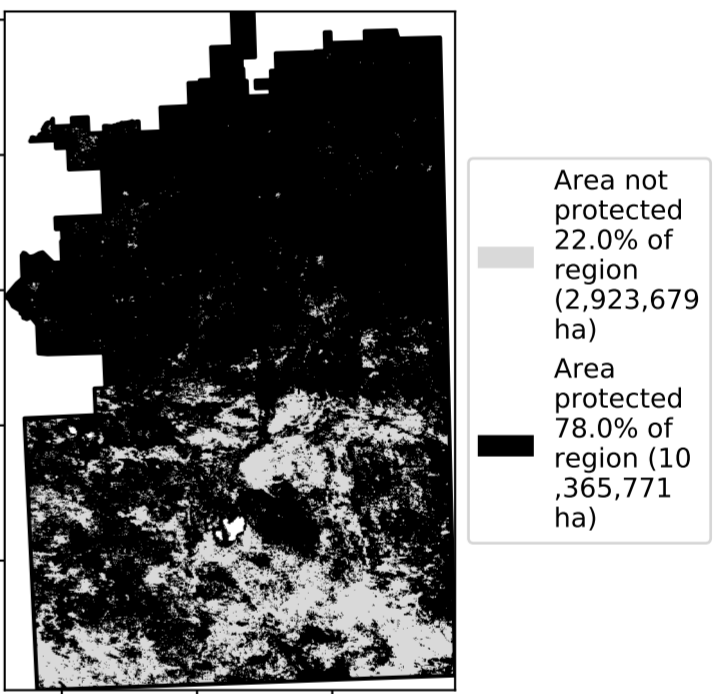 Area not
protected
22.0% of
region
(2,923,679
ha)
Area
protected
78.0% of
region (10
,365,771
ha)